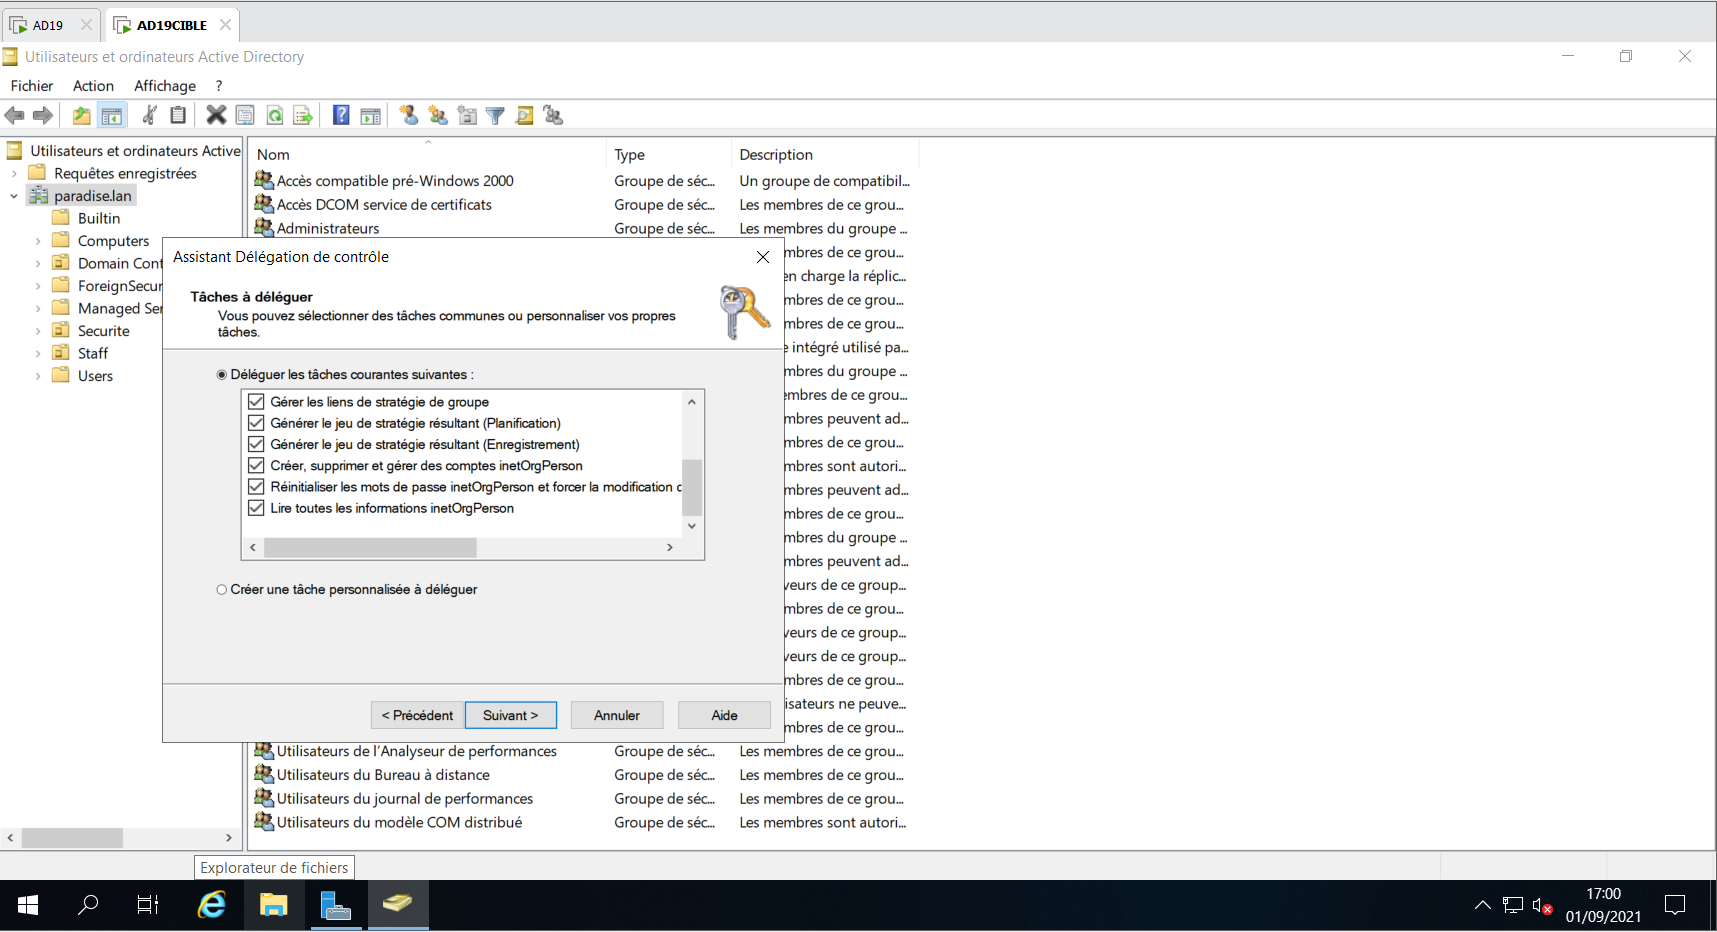 AD19
AD19CIBLE
Utilisateurs et ordinateurs Active Directory
Fichier Action Affichage ?
Utilisateurs et ordinateurs Active
Requêtes enregistrées
paradise.lan
Builtin
Computers
Domain Cont
ForeignSecur
Managed Ser
Securite
Staff
Users
Nom Type Description
Accès compatible pré-Windows 2000 Groupe de séc... Un groupe de compatibil...
Accès DCOM service de certificats Groupe de séc... Les membres de ce grou...
Administrateurs Groupe de séc... Les membres du groupe ...
mbres de ce grou...
en charge la réplic...
mbres de ce grou...
mbres de ce grou...
e intégré utilisé pa...
mbres du groupe ...
embres de ce grou...
mbres peuvent ad...
mbres de ce grou...
mbres sont autori...
mbres peuvent ad...
mbres de ce grou...
mbres du groupe ...
mbres peuvent ad...
veurs de ce group...
mbres de ce grou...
veurs de ce group...
veurs de ce group...
mbres de ce grou...
isateurs ne peuve...
mbres de ce grou...
Utilisateurs de l'Analyseur de performances Groupe de séc... Les membres de ce grou...
Utilisateurs du Bureau à distance Groupe de séc... Les membres de ce grou...
Utilisateurs du journal de performances Groupe de séc... Les membres de ce grou...
Utilisateurs du modèle COM distribué Groupe de séc... Les membres sont autori...
Assistant Délégation de contrôle
Tâches à déléguer
Vous pouvez sélectionner des tâches communes ou personnaliser vos propres
tâches.
Déléguer les tâches courantes suivantes :
Gérer les liens de stratégie de groupe
Générer le jeu de stratégie résultant (Planification)
Générer le jeu de stratégie résultant (Enregistrement)
Créer, supprimer et gérer des comptes inetOrgPerson
Réinitialiser les mots de passe inetOrgPerson et forcer la modification d
Lire toutes les informations inetOrgPerson
Créer une tâche personnalisée à déléguer
< Précédent Suivant > Annuler Aide
Explorateur de fichiers
17:00
01/09/2021